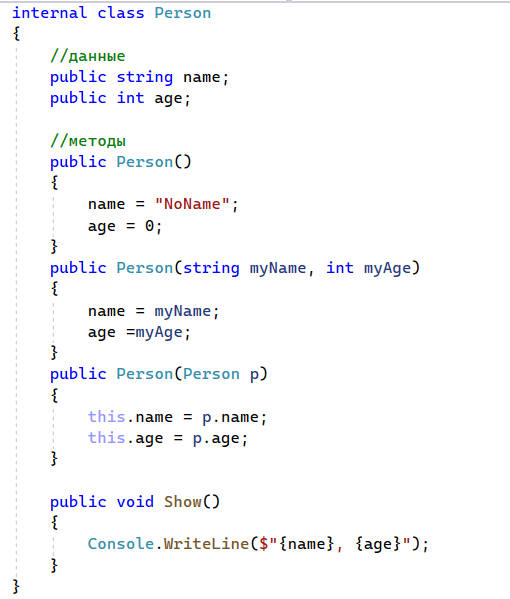 internal class Person
{
    //данные
    public string name;
    public int age;

    //методы
    public Person()
    {
        name = "NoName";
        age = 0;
    }
    public Person(string myName, int myAge)
    {
        name = myName;
        age =myAge;
    }
    public Person(Person p)
    {
        this.name = p.name;
        this.age = p.age;
    }

    public void Show()
    {
        Console.WriteLine($"{name}, {age}");
    }
}